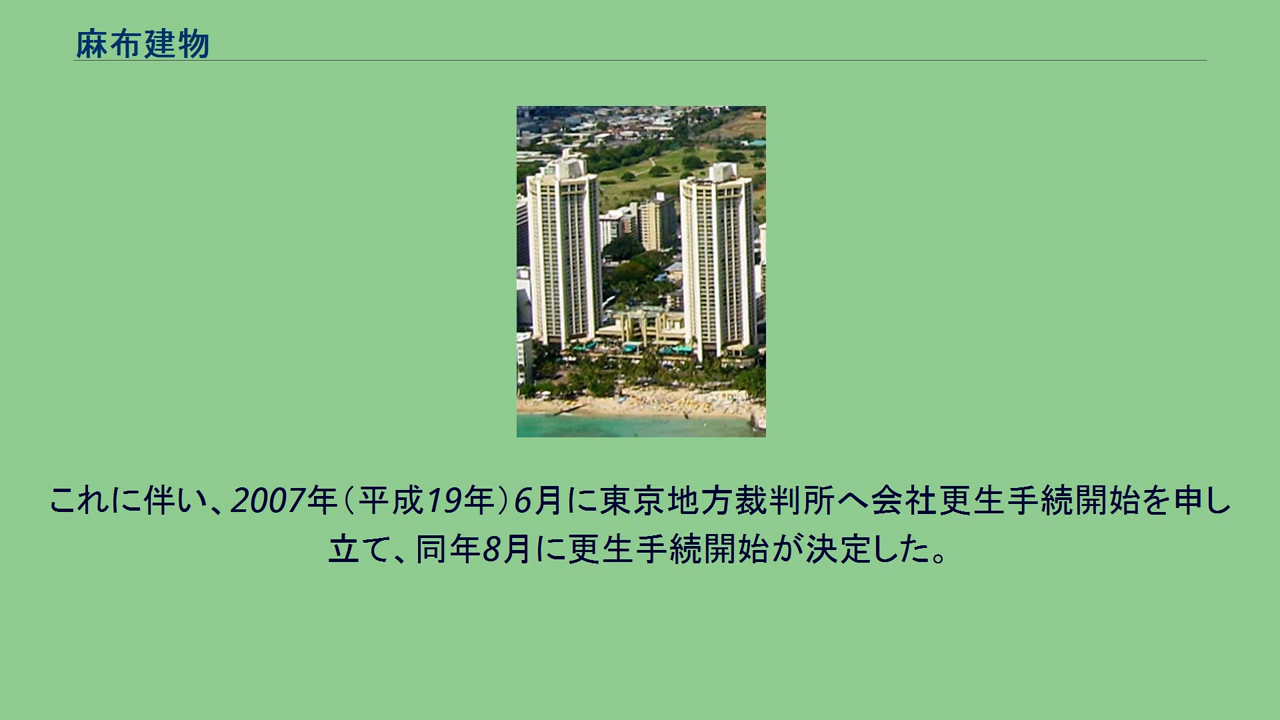 麻布建物
これに伴い、2007年（平成19年）6月に東京地方裁判所へ会社更生手続開始を申し
立て、同年8月に更生手続開始が決定した。